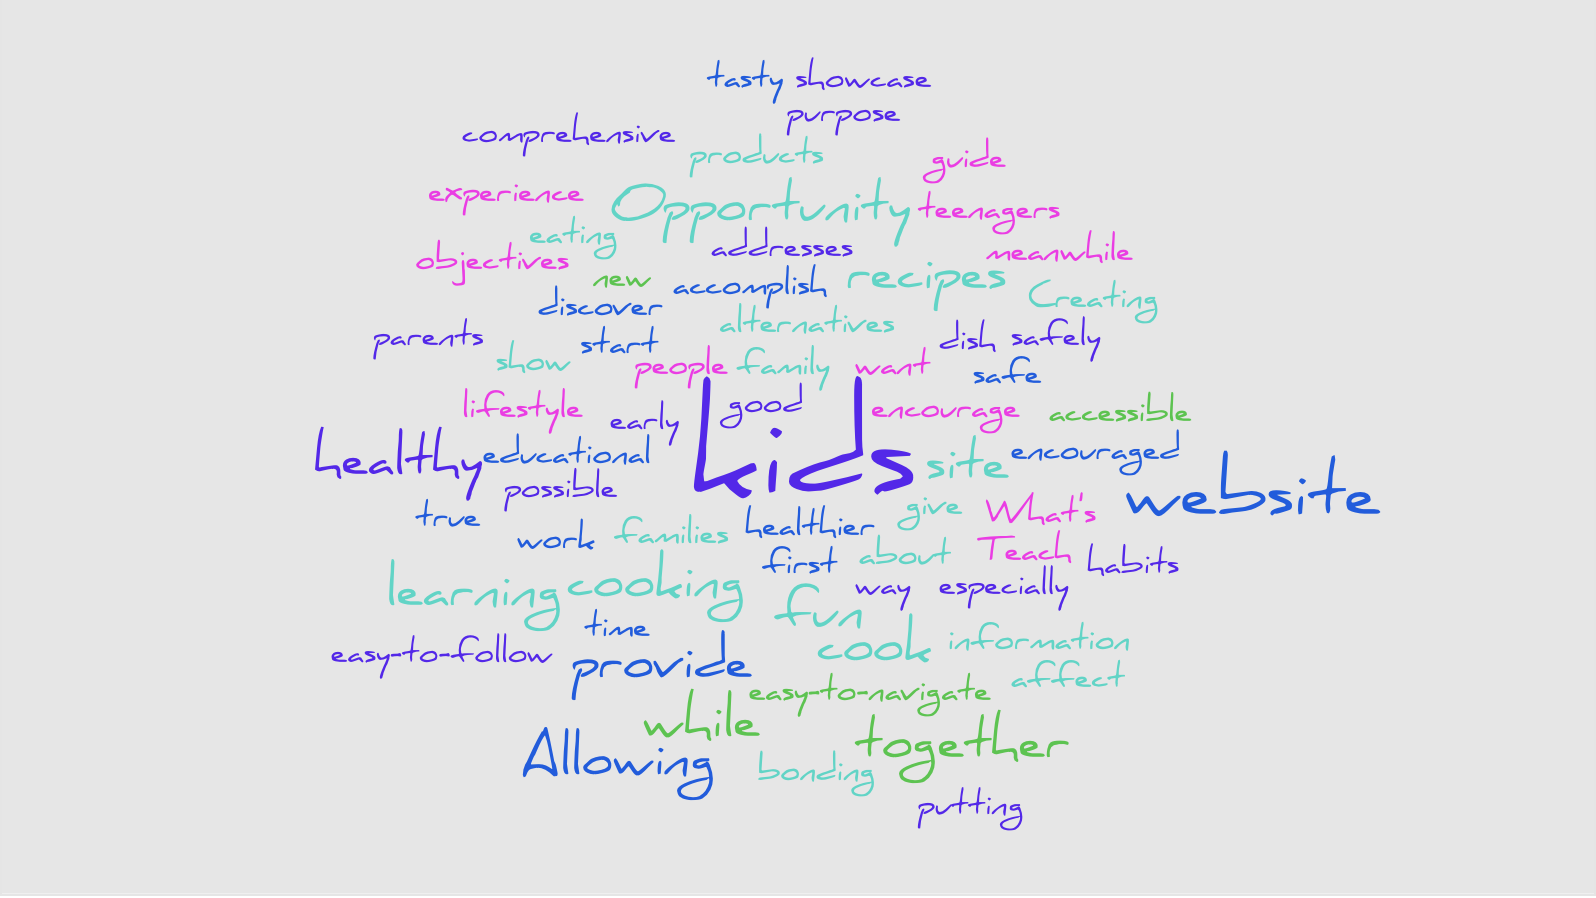 tasty showcase
purpose
comprehensive
products
guide
experience
Opportunity
teenagers
eating
addresses
objectives
meanwhile
new
accomplish
recipes
discover
Creating
alternatives
parents
start
dish
safely
show
people
family
want
safe
lifestyle
early
good
encourage
accessible
healthy
educational
kids
site
encouraged
possible
website
true
work
families
healthier
give
What's
first
about
Teach
habits
learning
cooking
way
especially
fun
time
easy-to-follow
provide
cook
information
affect
easy-to-navigate
while
together
Allowing
bonding
putting